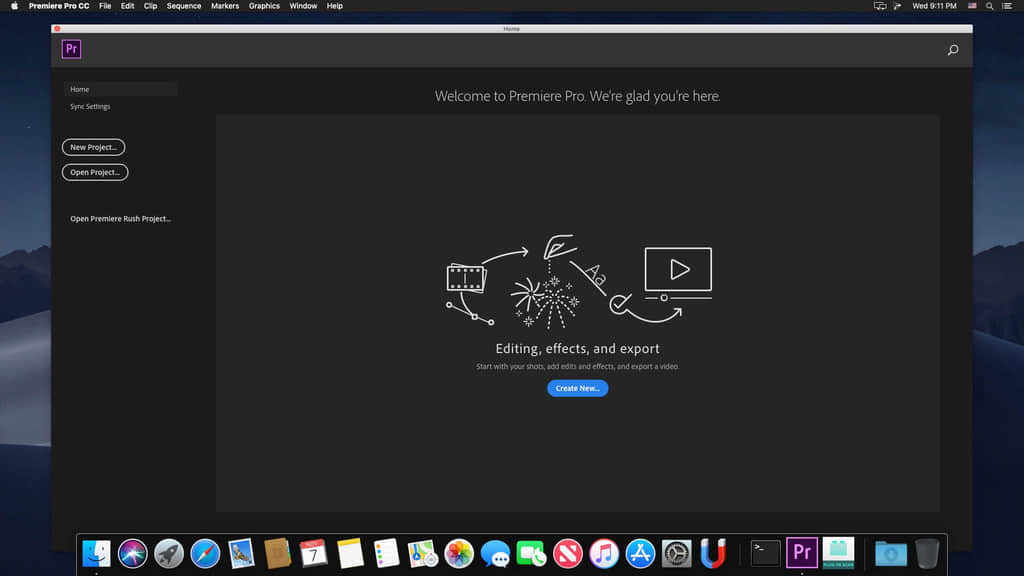 Premiere Pro CC File Edit Clip Sequence Markers Graphics Window Help Wed 9:11 PM
Home
Pr
Home
Sync Settings
New Project...
Open Project...
Open Premiere Rush Project...
Welcome to Premiere Pro. We're glad you're here.
Aa
Editing, effects, and export
Start with your shots, add edits and effects, and export a video.
Create New...
7
Pr